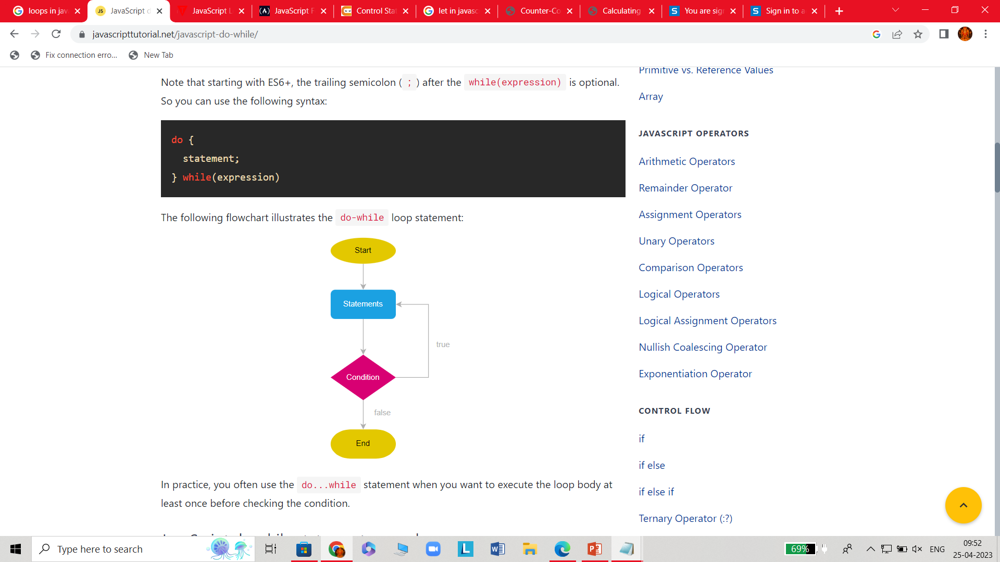 loops in jav
JavaScript d
JavaScript L
JavaScript F
Control Stat
let in javasc
Counter-Co
Calculating
You are sign
Sign in to a
javascripttutorial.net/javascript-do-while/
Fix connection erro...
New Tab
Note that starting with ES6+, the trailing semicolon ( ; ) after the while(expression) is optional.
So you can use the following syntax:
do {
statement;
} while(expression)
The following flowchart illustrates the do-while loop statement:
Start
Statements
true
Condition
false
End
In practice, you often use the do...while statement when you want to execute the loop body at
least once before checking the condition.
Primitive vs. Reference Values
Array
JAVASCRIPT OPERATORS
Arithmetic Operators
Remainder Operator
Assignment Operators
Unary Operators
Comparison Operators
Logical Operators
Logical Assignment Operators
Nullish Coalescing Operator
Exponentiation Operator
CONTROL FLOW
if
if else
if else if
Ternary Operator (:?)
Type here to search
69%
ENG
09:52
25-04-2023